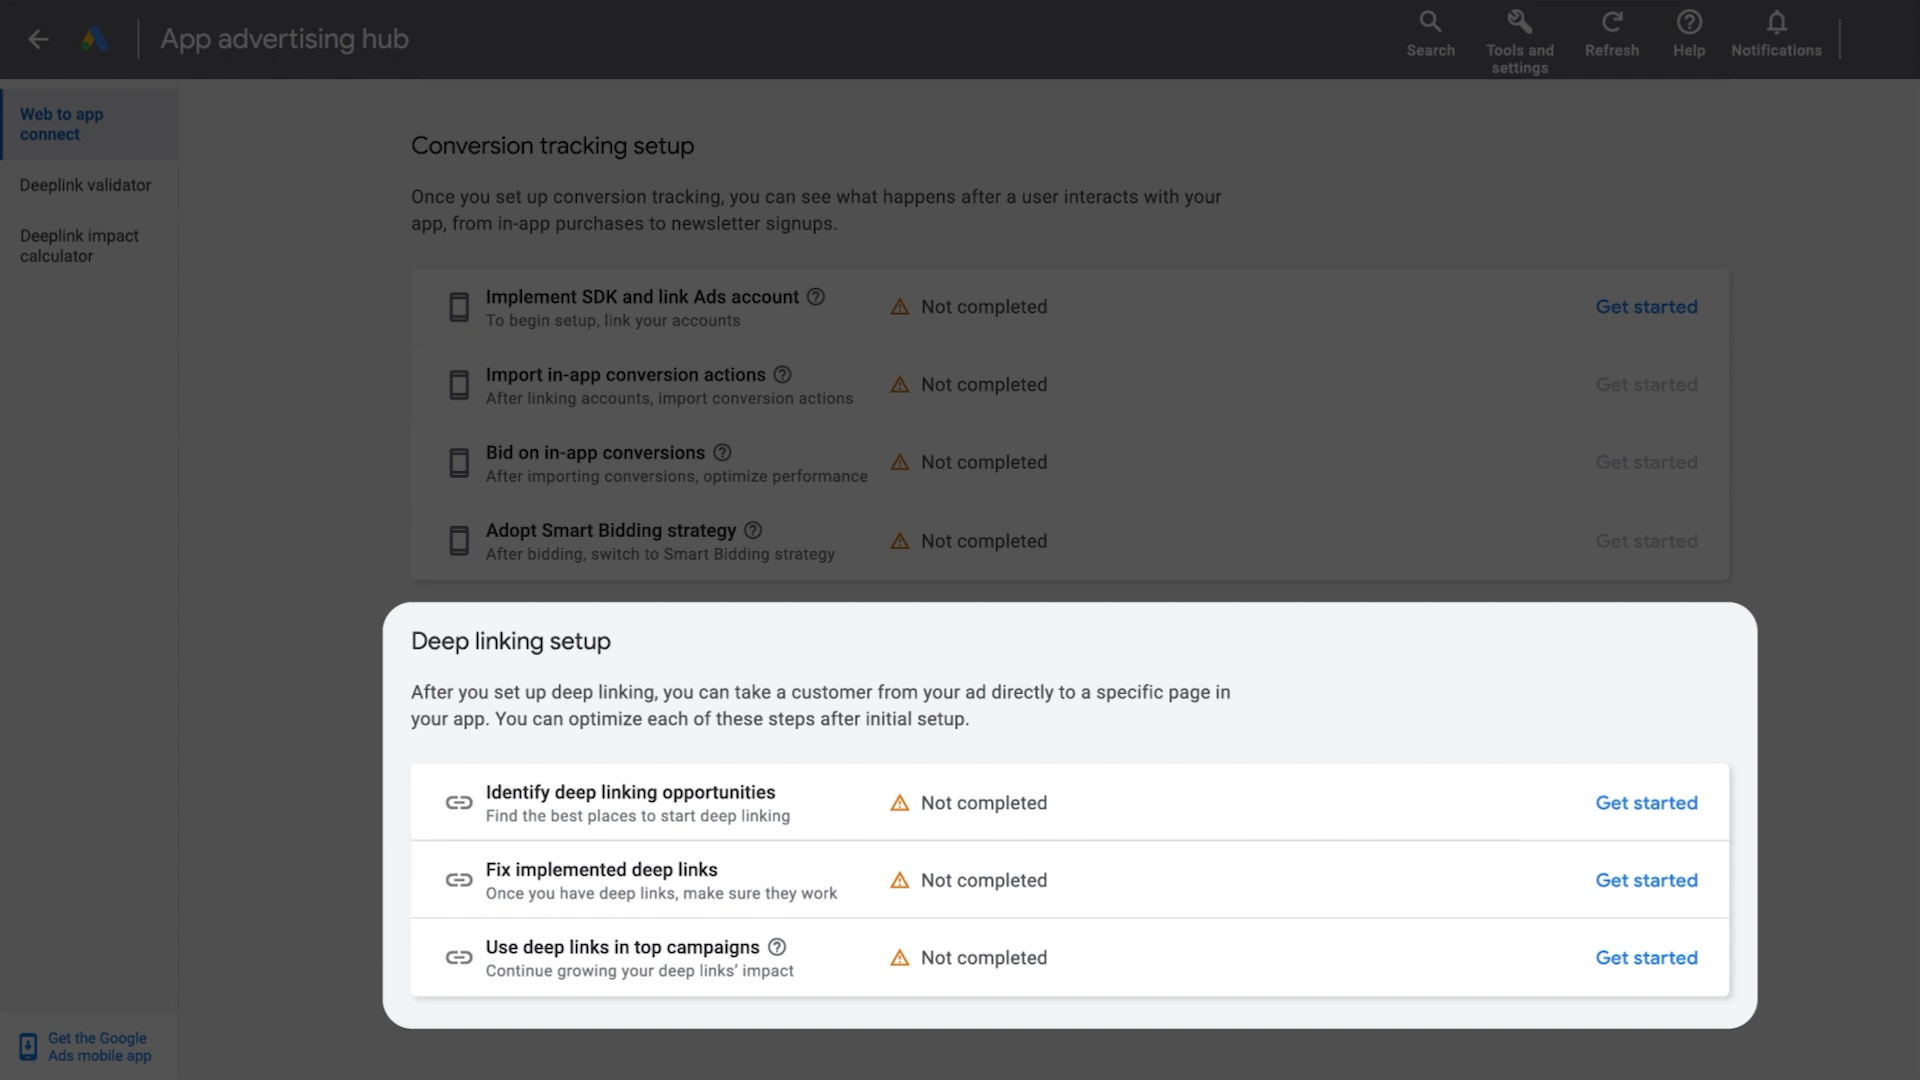 App advertising hub
Search
Tools and
settings
Refresh
Help
Notifications
Web to app
connect
Deeplink validator
Deeplink impact
calculator
Get the Google
Ads mobile app
Conversion tracking setup
Once you set up conversion tracking, you can see what happens after a user interacts with your
app, from in-app purchases to newsletter signups.
Implement SDK and link Ads account
To begin setup, link your accounts
Not completed
Get started
Import in-app conversion actions
After linking accounts, import conversion actions
Not completed
Get started
Bid on in-app conversions
After importing conversions, optimize performance
Not completed
Get started
Adopt Smart Bidding strategy
After bidding, switch to Smart Bidding strategy
Not completed
Get started
Deep linking setup
After you set up deep linking, you can take a customer from your ad directly to a specific page in
your app. You can optimize each of these steps after initial setup.
Identify deep linking opportunities
Find the best places to start deep linking
Not completed
Get started
Fix implemented deep links
Once you have deep links, make sure they work
Not completed
Get started
Use deep links in top campaigns
Continue growing your deep links’ impact
Not completed
Get started